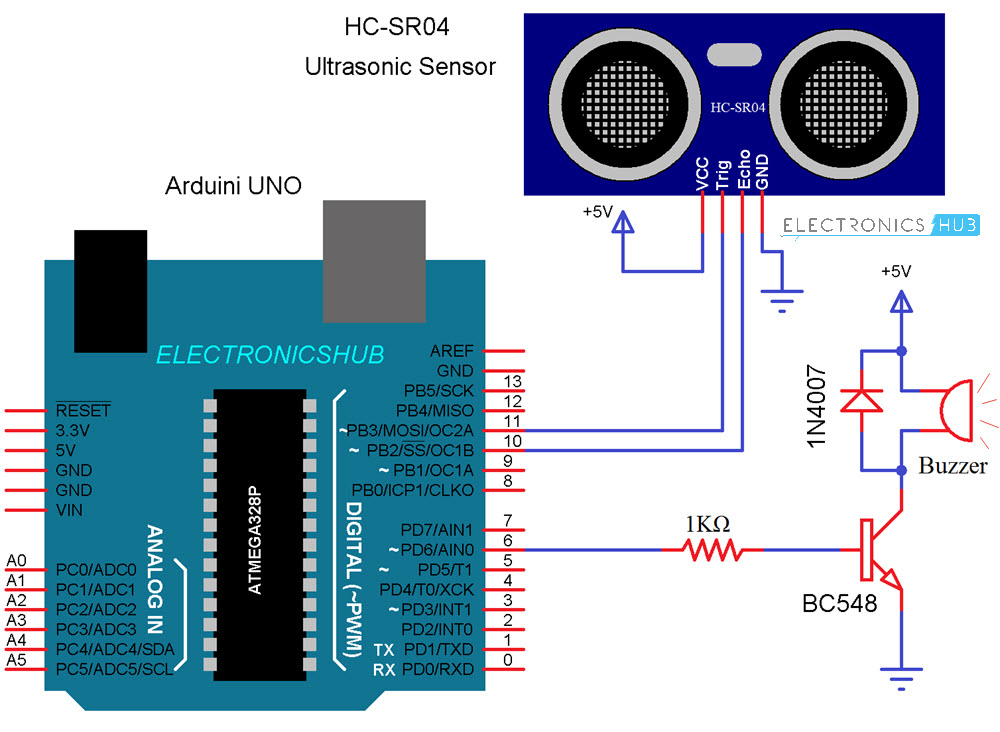 HC-SR04
Ultrasonic Sensor
HC-SR04
VCC
Trig
Echo
GND
Arduini UNO
+5V
ELECTRONICS HUB
+5V
ELECTRONICSHUB
AREF
GND
PB5/SCK 13
PB4/MISO 12
~PB3/MOSI/OC2A 11
~ PB2/SS/OC1B 10
~ PB1/OC1A 9
PB0/ICP1/CLKO 8
PD7/AIN1 7
~ PD6/AIN0 6
~ PD5/T1 5
PD4/T0/XCK 4
~ PD3/INT1 3
PD2/INT0 2
TX PD1/TXD 1
RX PD0/RXD 0
RESET
3.3V
5V
GND
GND
VIN
A0 PC0/ADC0
A1 PC1/ADC1
A2 PC2/ADC2
A3 PC3/ADC3
A4 PC4/ADC4/SDA
A5 PC5/ADC5/SCL
ANALOG IN
ATMEGA328P
DIGITAL (~PWM)
1KΩ
1N4007
Buzzer
BC548